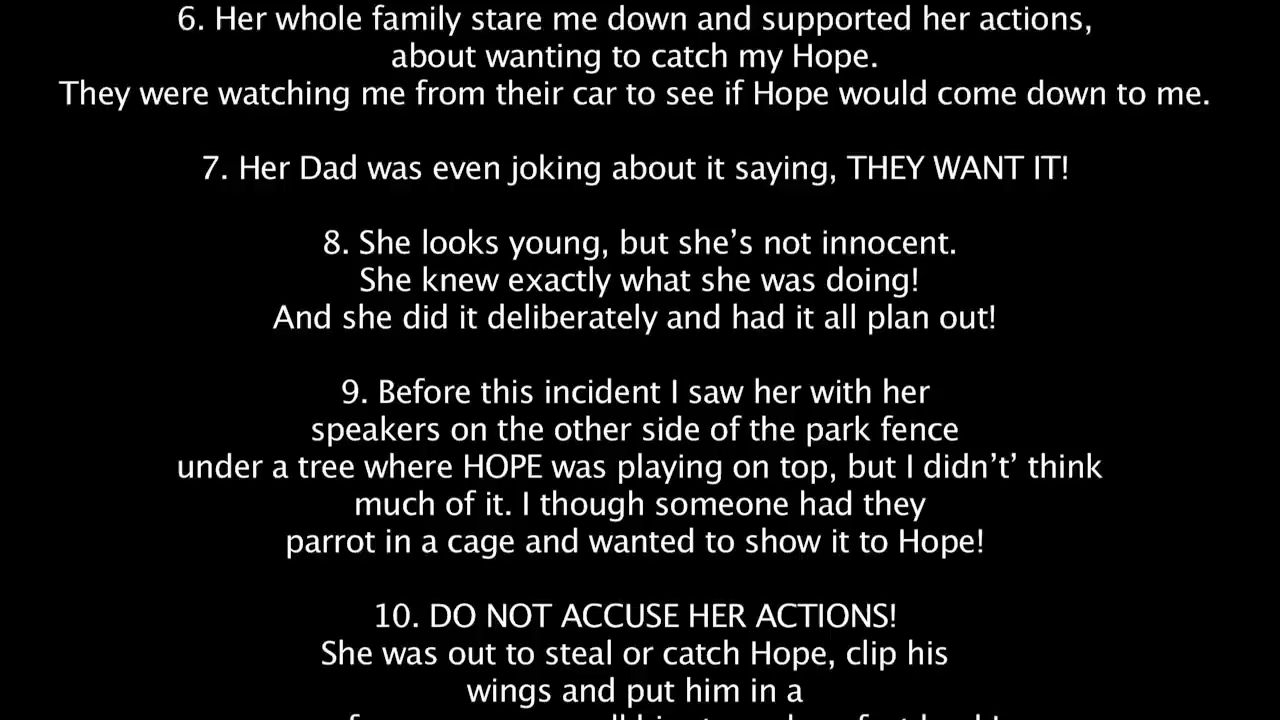 6. Her whole family stare me down and supported her actions,
about wanting to catch my Hope.
They were watching me from their car to see if Hope would come down to me.
7. Her Dad was even joking about it saying, THEY WANT IT!
8. She looks young, but she’s not innocent.
She knew exactly what she was doing!
And she did it deliberately and had it all plan out!
9. Before this incident I saw her with her
speakers on the other side of the park fence
under a tree where HOPE was playing on top, but I didn’t’ think
much of it. I though someone had they
parrot in a cage and wanted to show it to Hope!
10. DO NOT ACCUSE HER ACTIONS!
She was out to steal or catch Hope, clip his
wings and put him in a